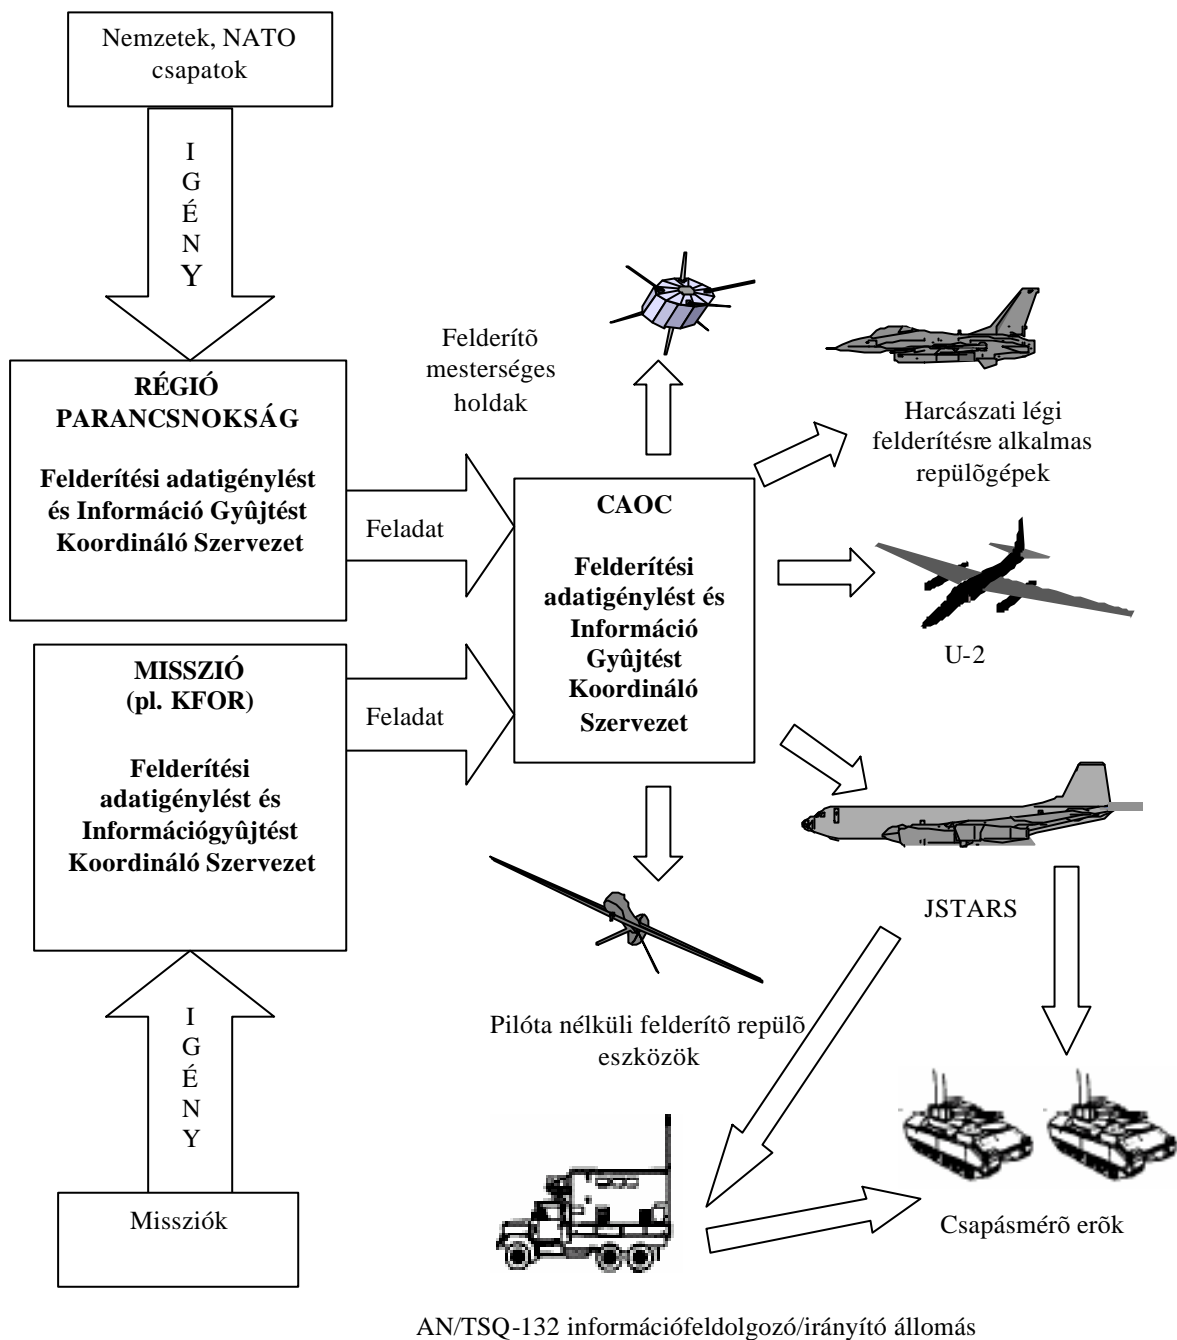 Nemzetek, NATO
csapatok
I
G
É
N
Y
RÉGIÓ
PARANCSNOKSÁG
Felderítési adatigénylést
és Információ Gyûjtést
Koordináló Szervezet
Feladat
MISSZIÓ
(pl. KFOR)
Felderítési
adatigénylést és
Információgyûjtést
Koordináló Szervezet
Feladat
I
G
É
N
Y
Missziók
CAOC
Felderítési
adatigénylést és
Információ
Gyûjtést
Koordináló
Szervezet
Felderítõ
mesterséges
holdak
Harcászati légi
felderítésre alkalmas
repülõgépek
U-2
JSTARS
Pilóta nélküli felderítõ repülõ
eszközök
Csapásmérõ erõk
AN/TSQ-132 információfeldolgozó/irányító állomás